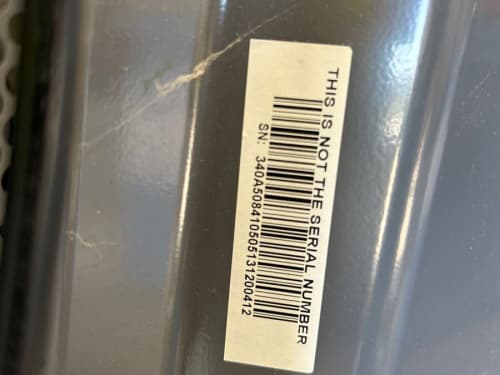 THIS IS NOT THE SERIAL NUMBER
SN: 340A508410505131200412